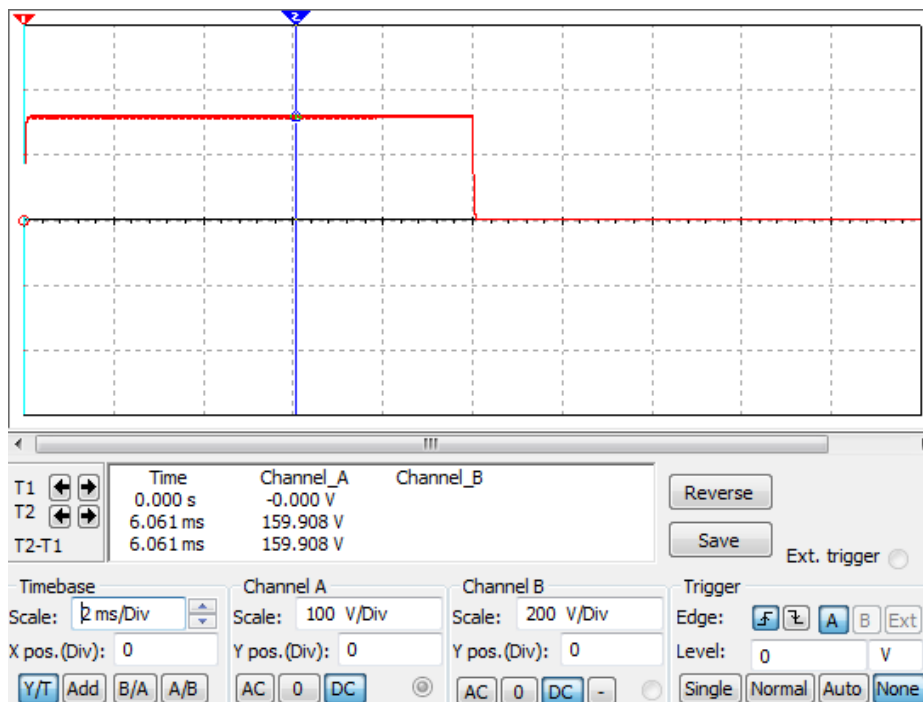 1 2
T1 Time Channel_A Channel_B
0.000 s -0.000 V
T2 6.061 ms 159.908 V
T2-T1 6.061 ms 159.908 V
Reverse
Save
Ext. trigger
Timebase Channel A Channel B Trigger
Scale: 2 ms/Div Scale: 100 V/Div Scale: 200 V/Div Edge: A B Ext
X pos.(Div): 0 Y pos.(Div): 0 Y pos.(Div): 0 Level: 0 V
Y/T Add B/A A/B AC 0 DC AC 0 DC - Single Normal Auto None